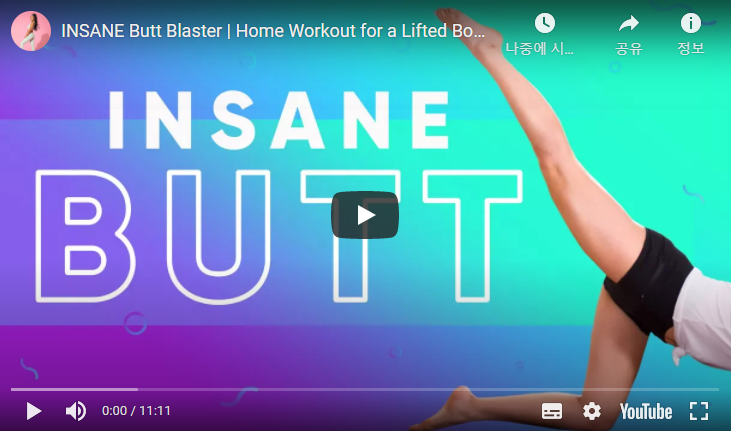 INSANE Butt Blaster | Home Workout for a Lifted Bo...
나중에 시...
공유
정보
INSANE
BUTT
0:00 / 11:11
YouTube